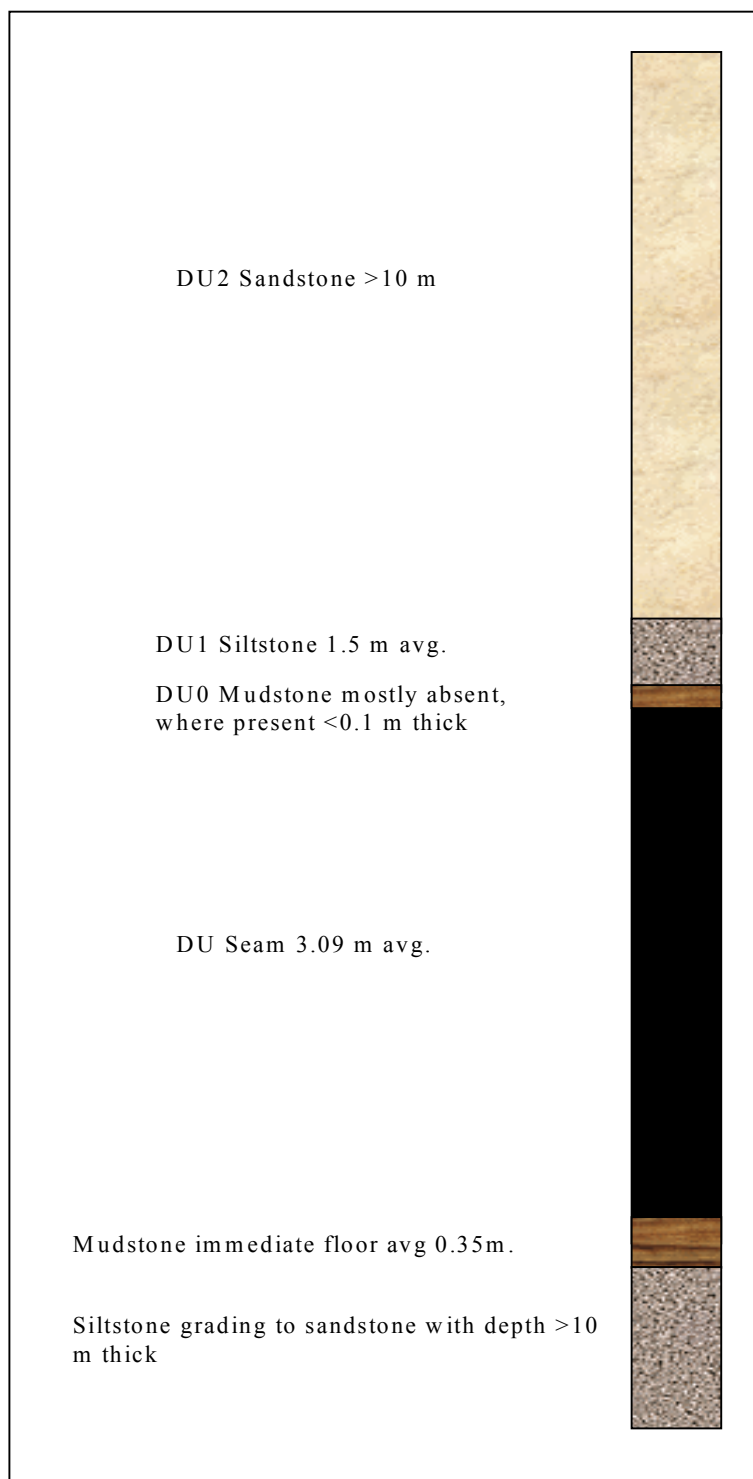 DU2 Sandstone >10 m
DU1 Siltstone 1.5 m avg.
DU0 Mudstone mostly absent,
where present <0.1 m thick
DU Seam 3.09 m avg.
Mudstone immediate floor avg 0.35m.
Siltstone grading to sandstone with depth >10
m thick